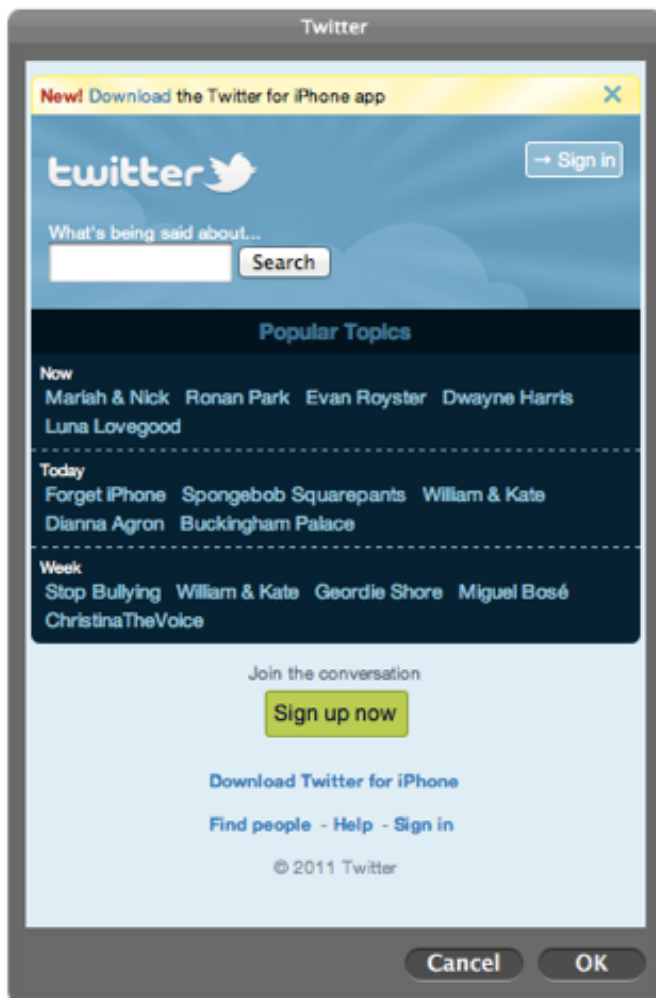 Twitter
New! Download the Twitter for iPhone app ×
twitter
→ Sign in
What's being said about...
Search
Popular Topics
Now
Mariah & Nick Ronan Park Evan Royster Dwayne Harris
Luna Lovegood
Today
Forget iPhone Spongebob Squarepants William & Kate
Dianna Agron Buckingham Palace
Week
Stop Bullying William & Kate Geordie Shore Miguel Bosé
ChristinaTheVoice
Join the conversation
Sign up now
Download Twitter for iPhone
Find people - Help - Sign in
© 2011 Twitter
Cancel OK